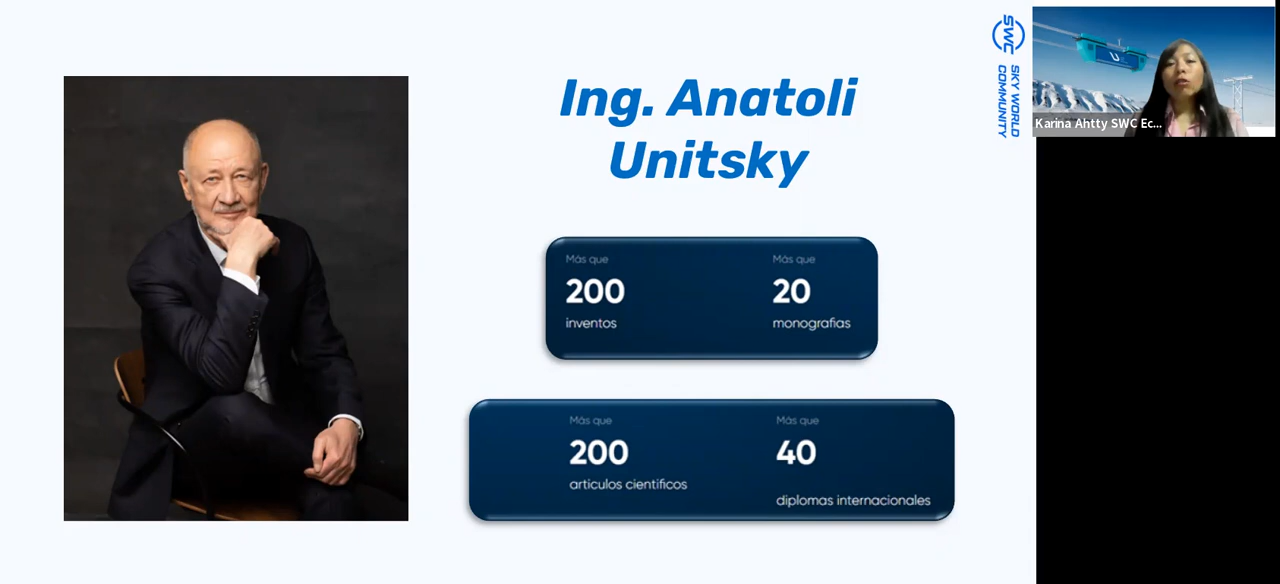 Ing. Anatoli
Unitsky
Más que
200
inventos
Más que
20
monografias
Más que
200
artículos científicos
Más que
40
diplomas internacionales
SWC
SKY WORLD
COMMUNITY
U
Karina Ahtty SWC Ec...